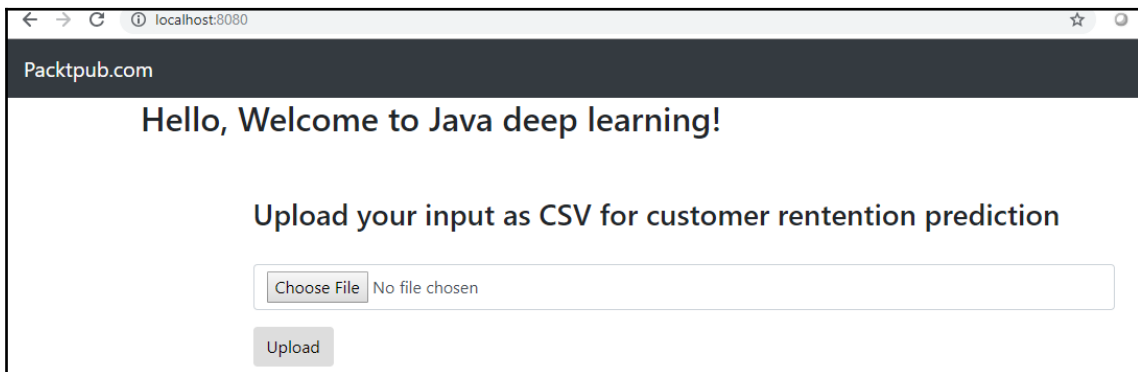 localhost:8080
Packtpub.com
Hello, Welcome to Java deep learning!
Upload your input as CSV for customer rentention prediction
Choose File No file chosen
Upload